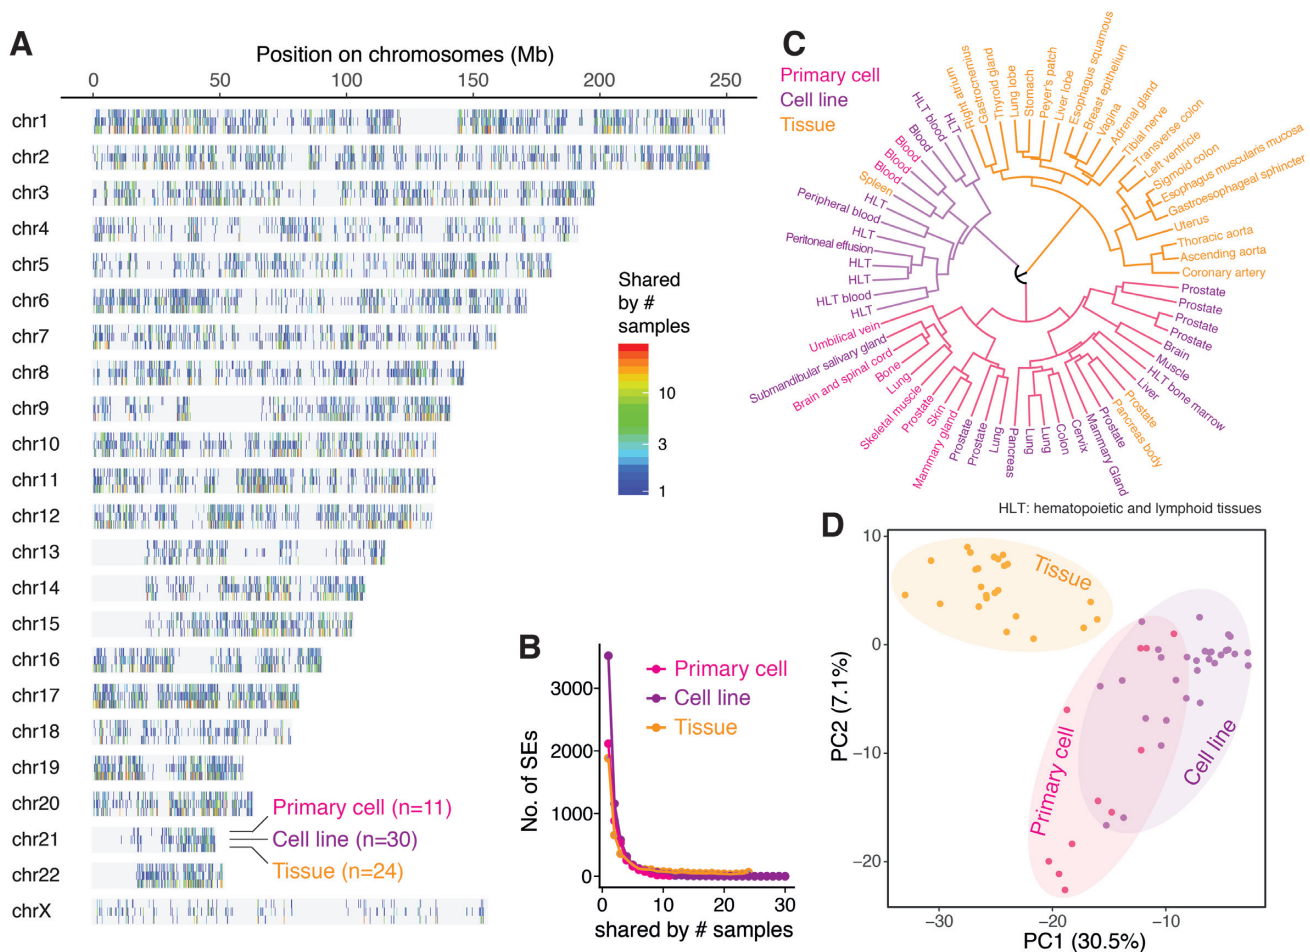 A
Position on chromosomes (Mb)
0 50 100 150 200 250
chr1
chr2
chr3
chr4
chr5
chr6
chr7
chr8
chr9
chr10
chr11
chr12
chr13
chr14
chr15
chr16
chr17
chr18
chr19
chr20
chr21
chr22
chrX
Primary cell (n=11)
Cell line (n=30)
Tissue (n=24)
Shared
by #
samples
10
3
1
B
No. of SEs
3000
2000
1000
0
0 10 20 30
shared by # samples
Primary cell
Cell line
Tissue
C
Primary cell
Cell line
Tissue
Right atrium
Gastrocnemius
Thyroid gland
Lung lobe
Stomach
Peyer's patch
Liver lobe
Esophagus squamous
Breast epithelium
Vagina
Adrenal gland
Tibial nerve
Transverse colon
Left ventricle
Sigmoid colon
Esophagus muscularis mucosa
Gastroesophageal sphincter
Uterus
Thoracic aorta
Ascending aorta
Coronary artery
Prostate
Prostate
Prostate
Prostate
Brain
Muscle
HLT bone marrow
Liver
Prostate
Pancreas body
Prostate
Mammary Gland
Cervix
Colon
Lung
Lung
Pancreas
Lung
Prostate
Prostate
Mammary gland
Skin
Prostate
Skeletal muscle
Lung
Bone
Brain and spinal cord
Submandibular salivary gland
Umbilical vein
HLT
HLT blood
HLT
HLT
Peritoneal effusion
HLT
Peripheral blood
HLT
Spleen
Blood
Blood
Blood
Blood
HLT blood
HLT
HLT: hematopoietic and lymphoid tissues
D
PC2 (7.1%)
10
0
−10
−20
−30 −20 −10
PC1 (30.5%)
Tissue
Primary cell
Cell line